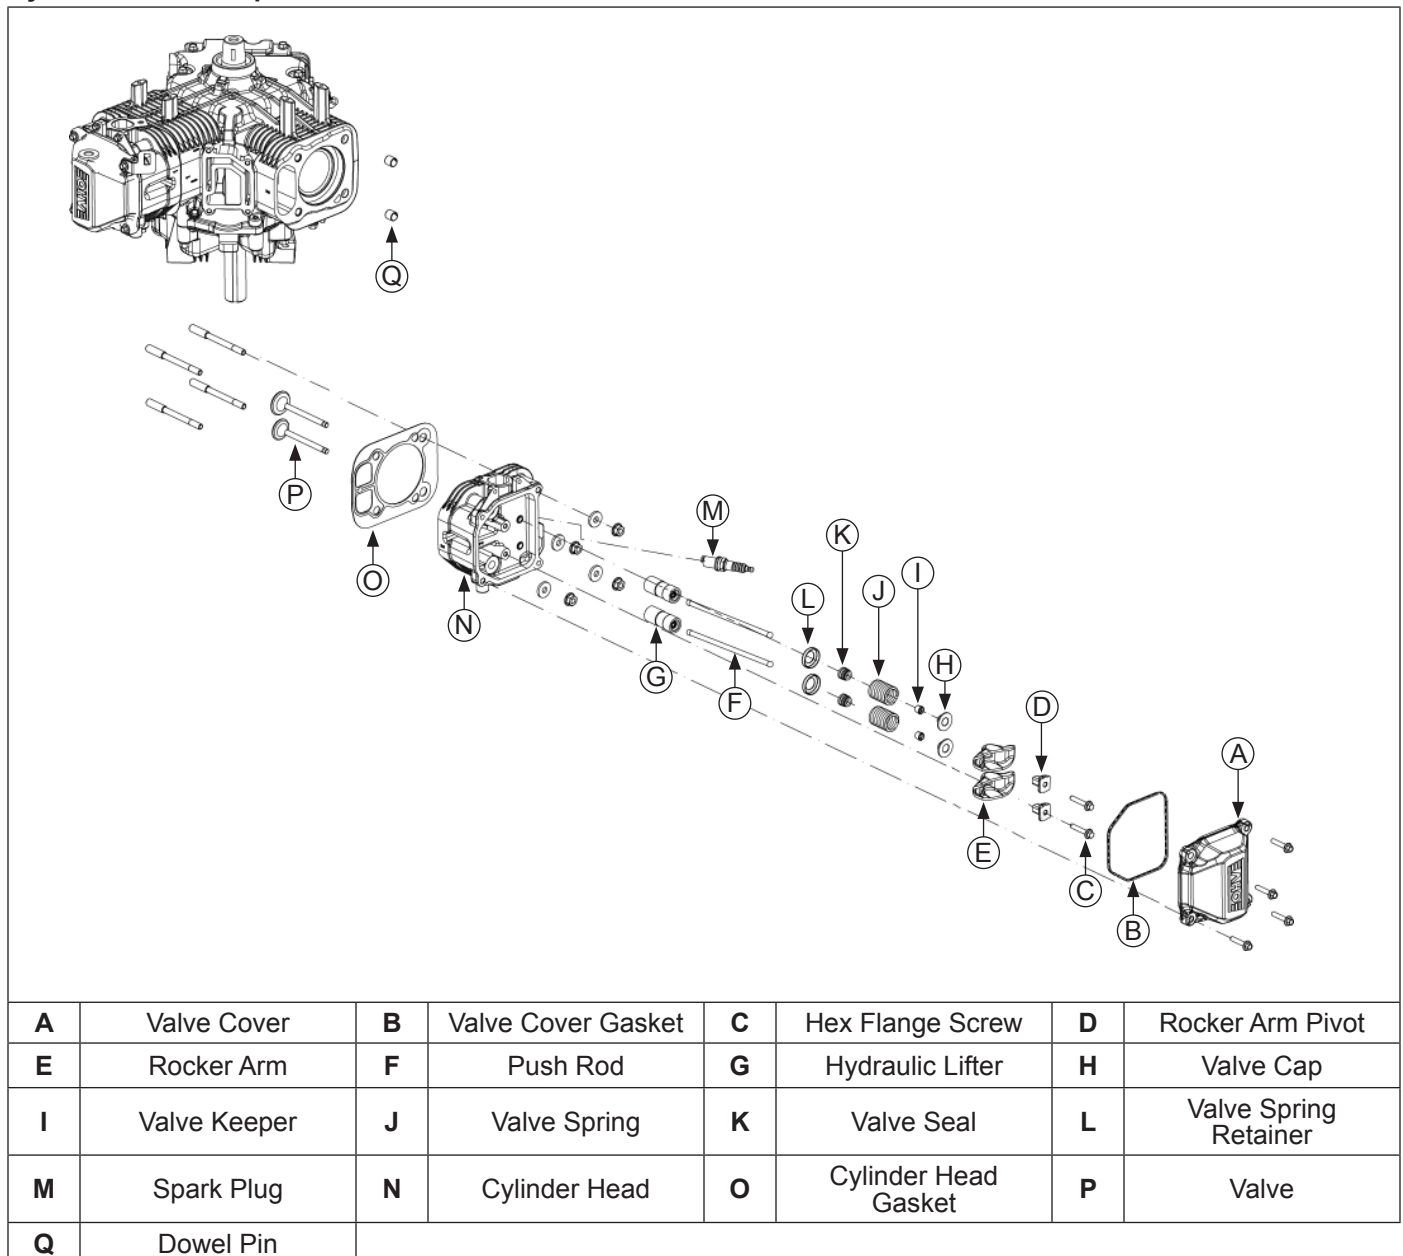 Q
P
O
N
M
G
F
L
K
J
I
H
E
D
C
B
A
A Valve Cover B Valve Cover Gasket C Hex Flange Screw D Rocker Arm Pivot
E Rocker Arm F Push Rod G Hydraulic Lifter H Valve Cap
I Valve Keeper J Valve Spring K Valve Seal L Valve Spring
Retainer
M Spark Plug N Cylinder Head O Cylinder Head
Gasket P Valve
Q Dowel Pin